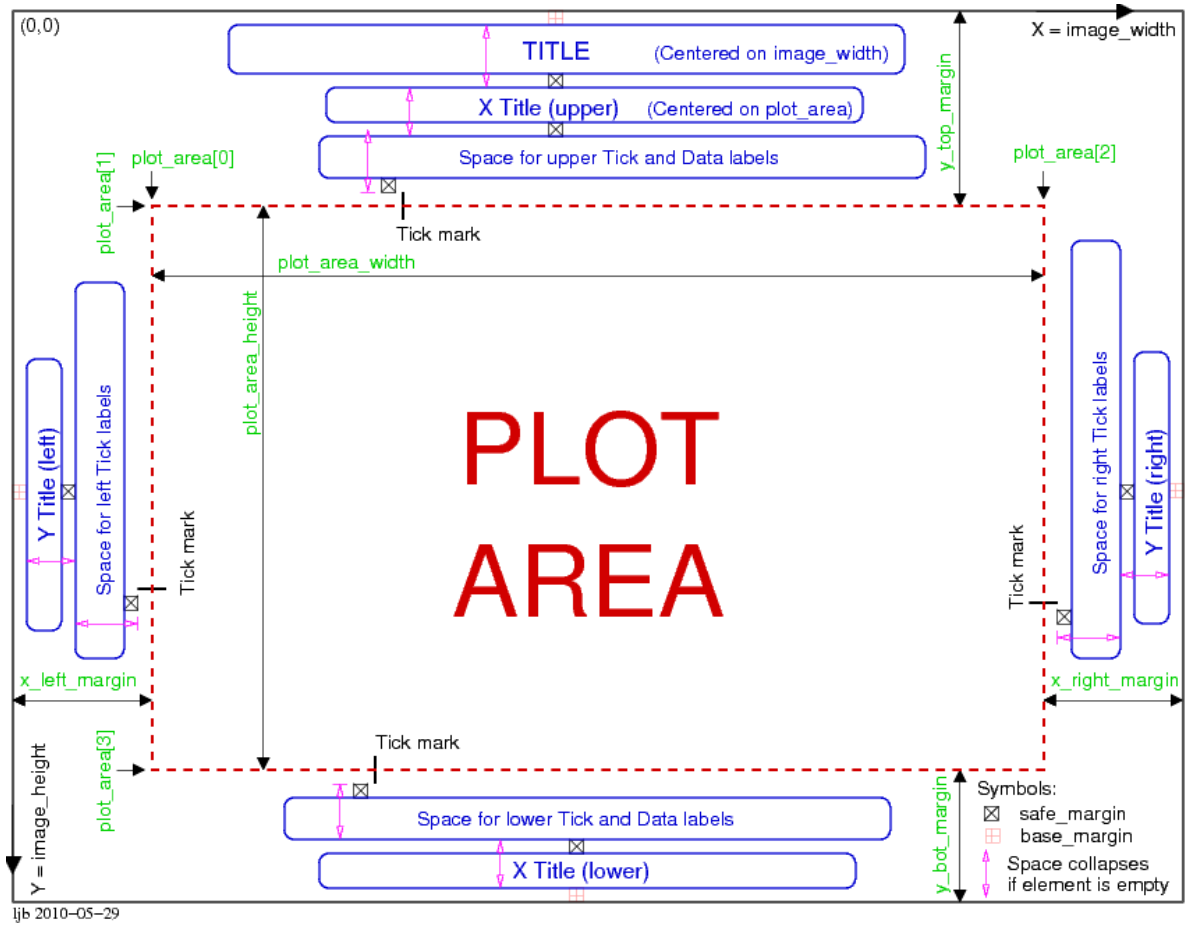 (0,0)
X = image_width
TITLE (Centered on image_width)
X Title (upper) (Centered on plot_area)
y_top_margin
Space for upper Tick and Data labels
plot_area[0]
plot_area[1]
plot_area[2]
Tick mark
plot_area_width
plot_area_height
Y Title (left)
Space for left Tick labels
Tick mark
PLOT
AREA
Tick mark
Space for right Tick labels
Y Title (right)
x_left_margin
x_right_margin
plot_area[3]
Tick mark
Y = image_height
Space for lower Tick and Data labels
X Title (lower)
y_bot_margin
Symbols:
safe_margin
base_margin
Space collapses
if element is empty
ljb 2010-05-29